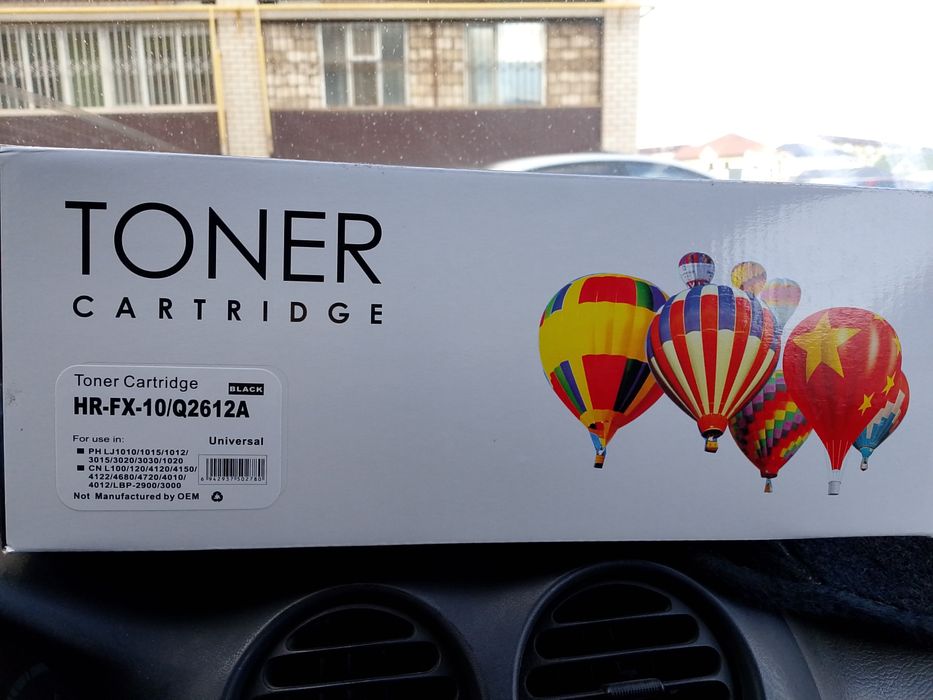 TONER
CARTRIDGE
Toner Cartridge BLACK
HR-FX-10/Q2612A
For use in: Universal
PH LJ1010/1015/1012/
3015/3020/3030/1020
CN L100/120/4120/4150/
4122/4680/4720/4010/
4012/LBP-2900/3000
6942937502780
Not Manufactured by OEM